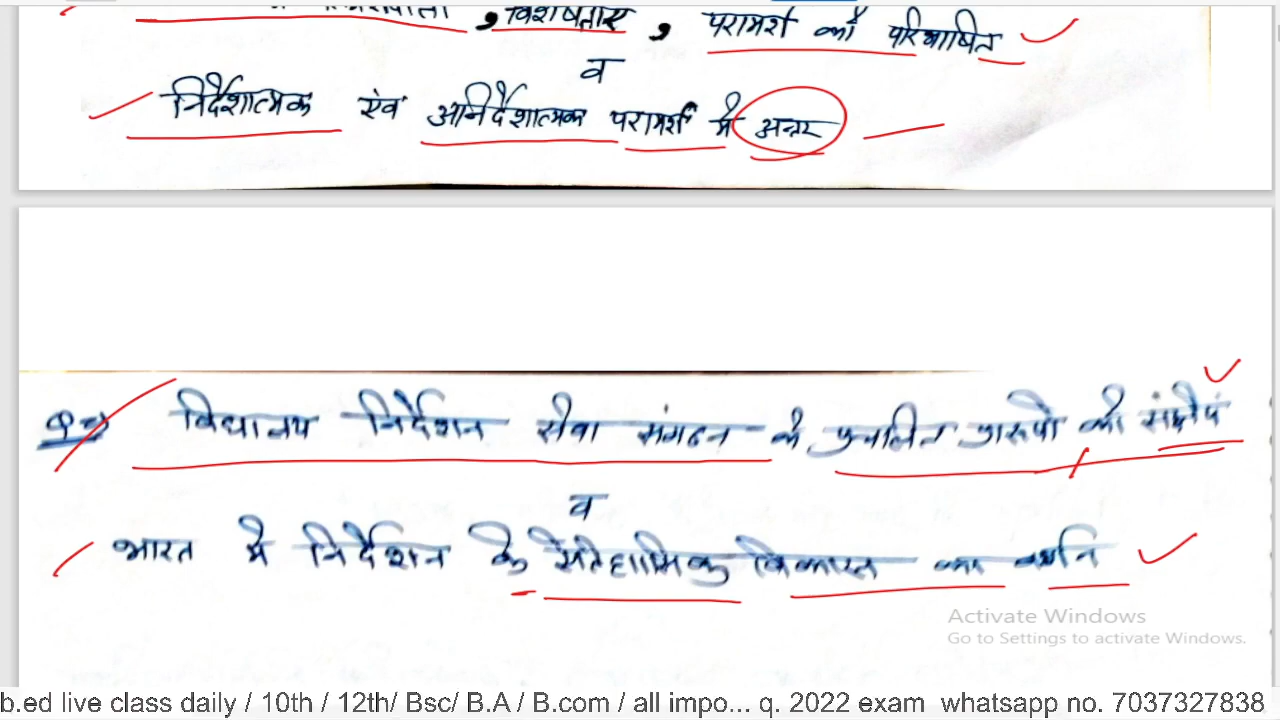 , विशेषताए , परामर्श को परिभाषित
व
निर्देशात्मक एंव अनिर्देशात्मक परामर्श मे अन्तर
विद्यालय निर्देशन सेवा संगठन के प्रचलित प्रारूपो को संक्षेप
व
भारत मे निर्देशन के ऐतेहासिक विकास का वर्णन
Activate Windows
Go to Settings to activate Windows.
b.ed live class daily / 10th / 12th/ Bsc/ B.A / B.com / all impo... q. 2022 exam whatsapp no. 7037327838